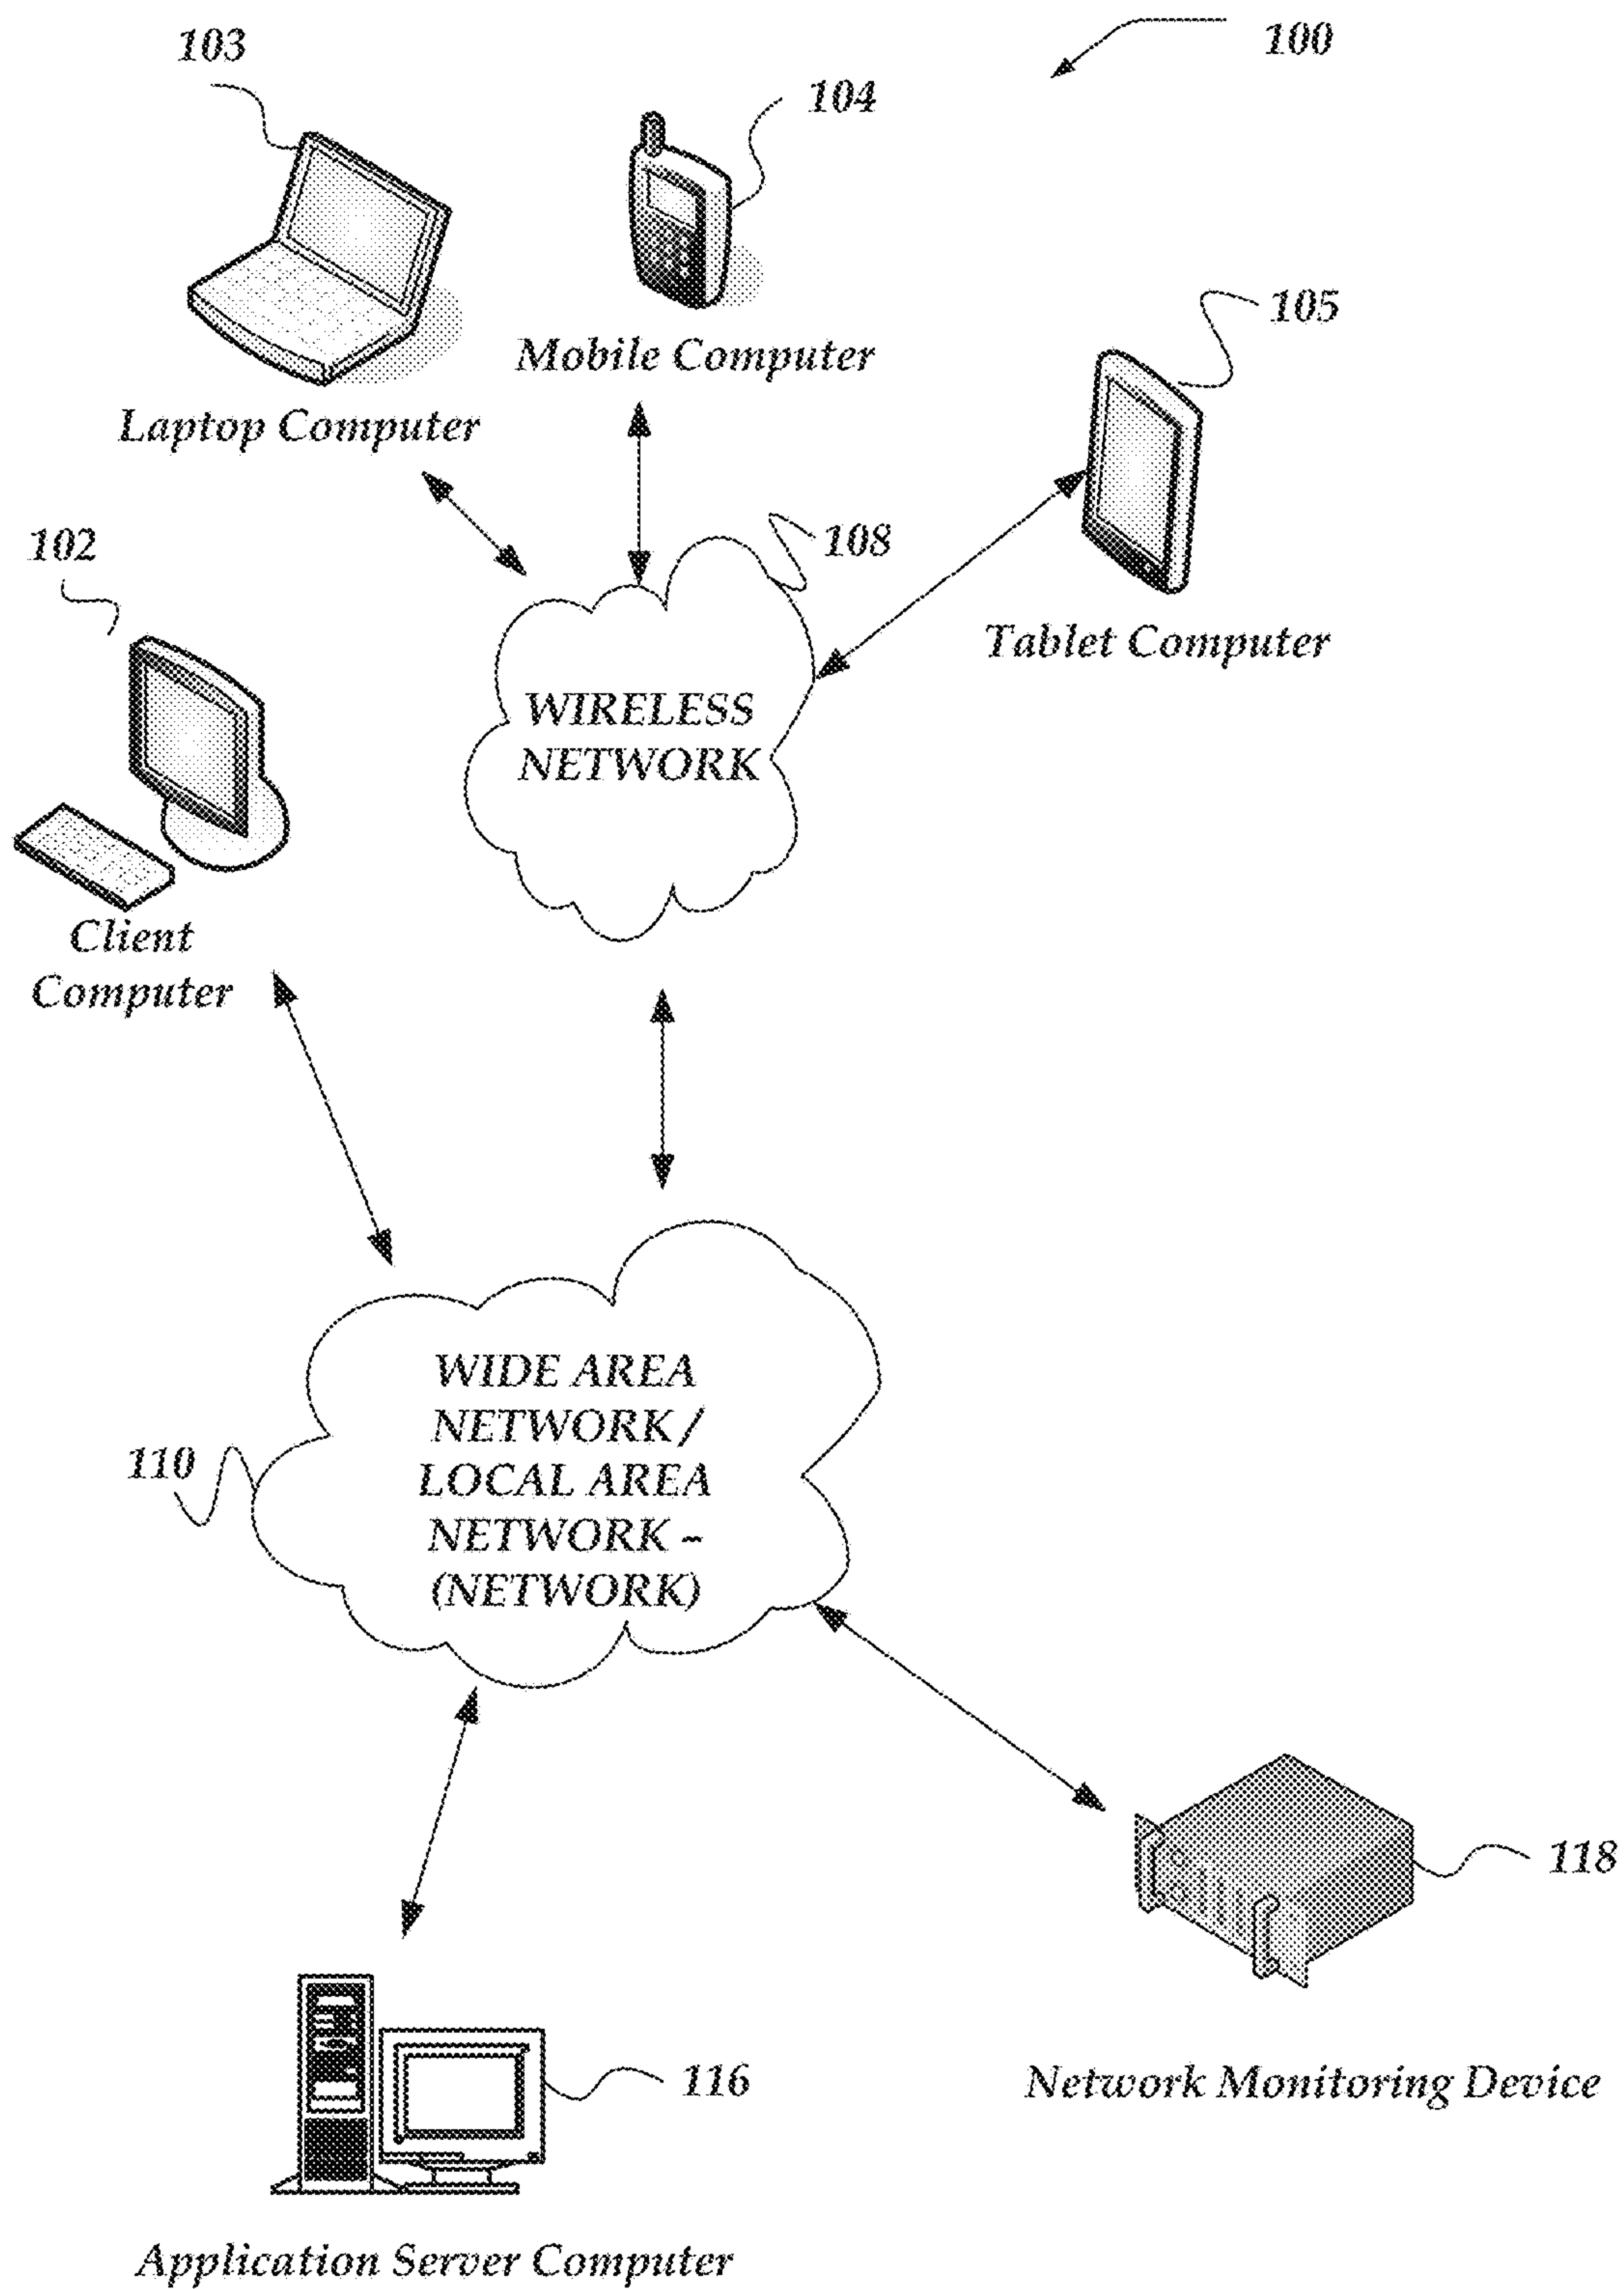 103
100
104
105
Mobile Computer
Laptop Computer
108
102
Tablet Computer
WIRELESS
NETWORK
Client
Computer
WIDE AREA
NETWORK /
LOCAL AREA
NETWORK –
(NETWORK)
110
118
116
Network Monitoring Device
Application Server Computer